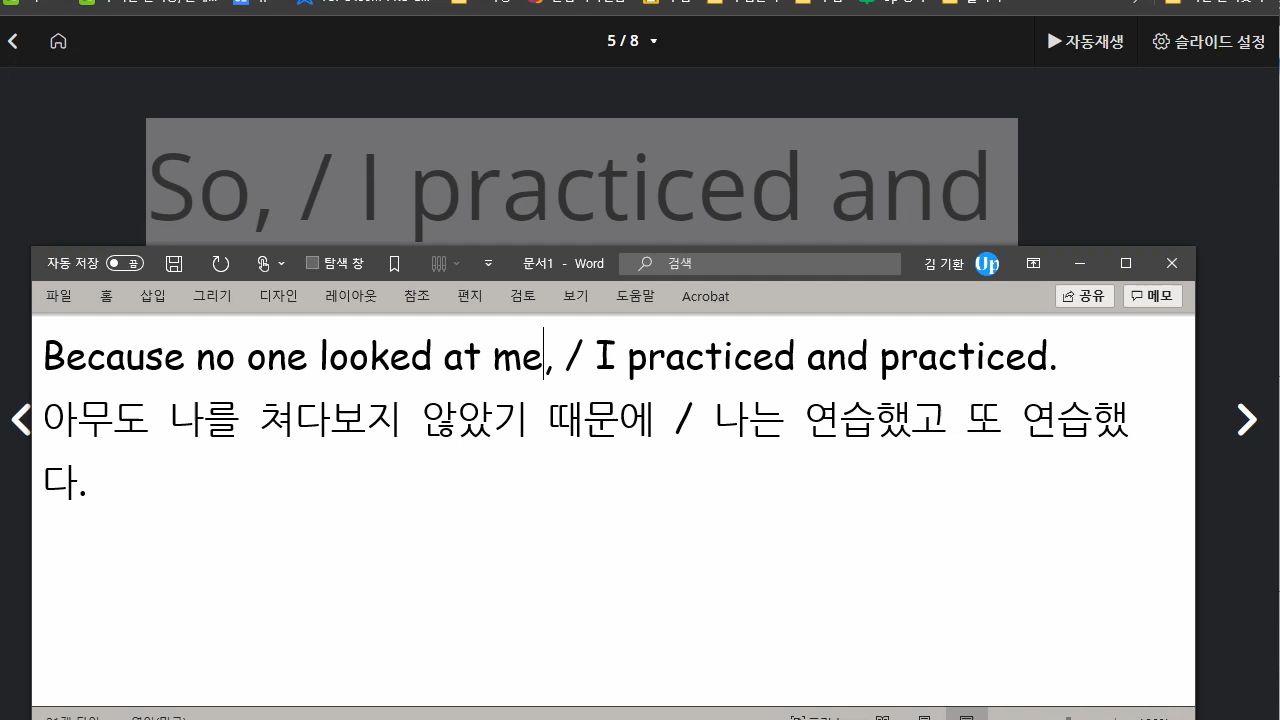 5 / 8
자동재생
슬라이드 설정
So, / I practiced and
자동 저장
끔
탐색 창
문서1 - Word
검색
김 기환
Up
파일 홈 삽입 그리기 디자인 레이아웃 참조 편지 검토 보기 도움말 Acrobat
공유
메모
Because no one looked at me, / I practiced and practiced.
아무도 나를 쳐다보지 않았기 때문에 / 나는 연습했고 또 연습했
다.